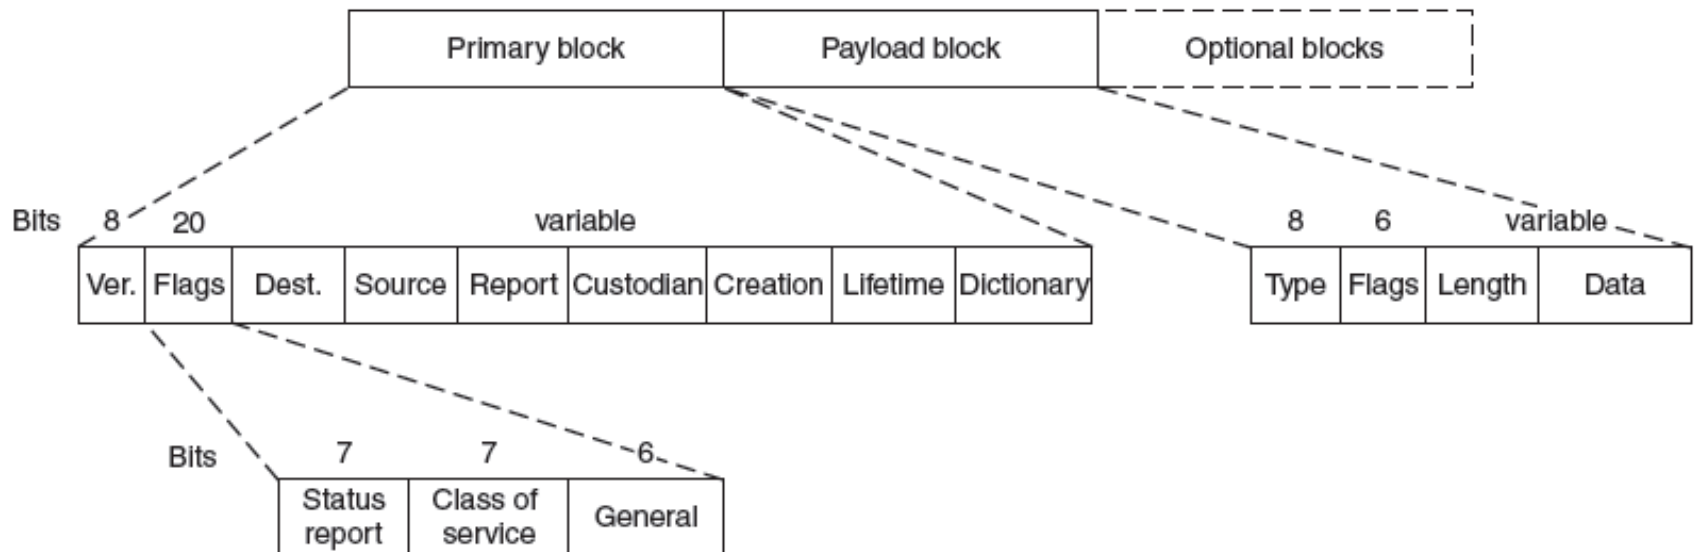 Primary block Payload block Optional blocks
Bits 8 20 variable 8 6 variable
Ver. Flags Dest. Source Report Custodian Creation Lifetime Dictionary Type Flags Length Data
Bits 7 7 6
Status report Class of service General